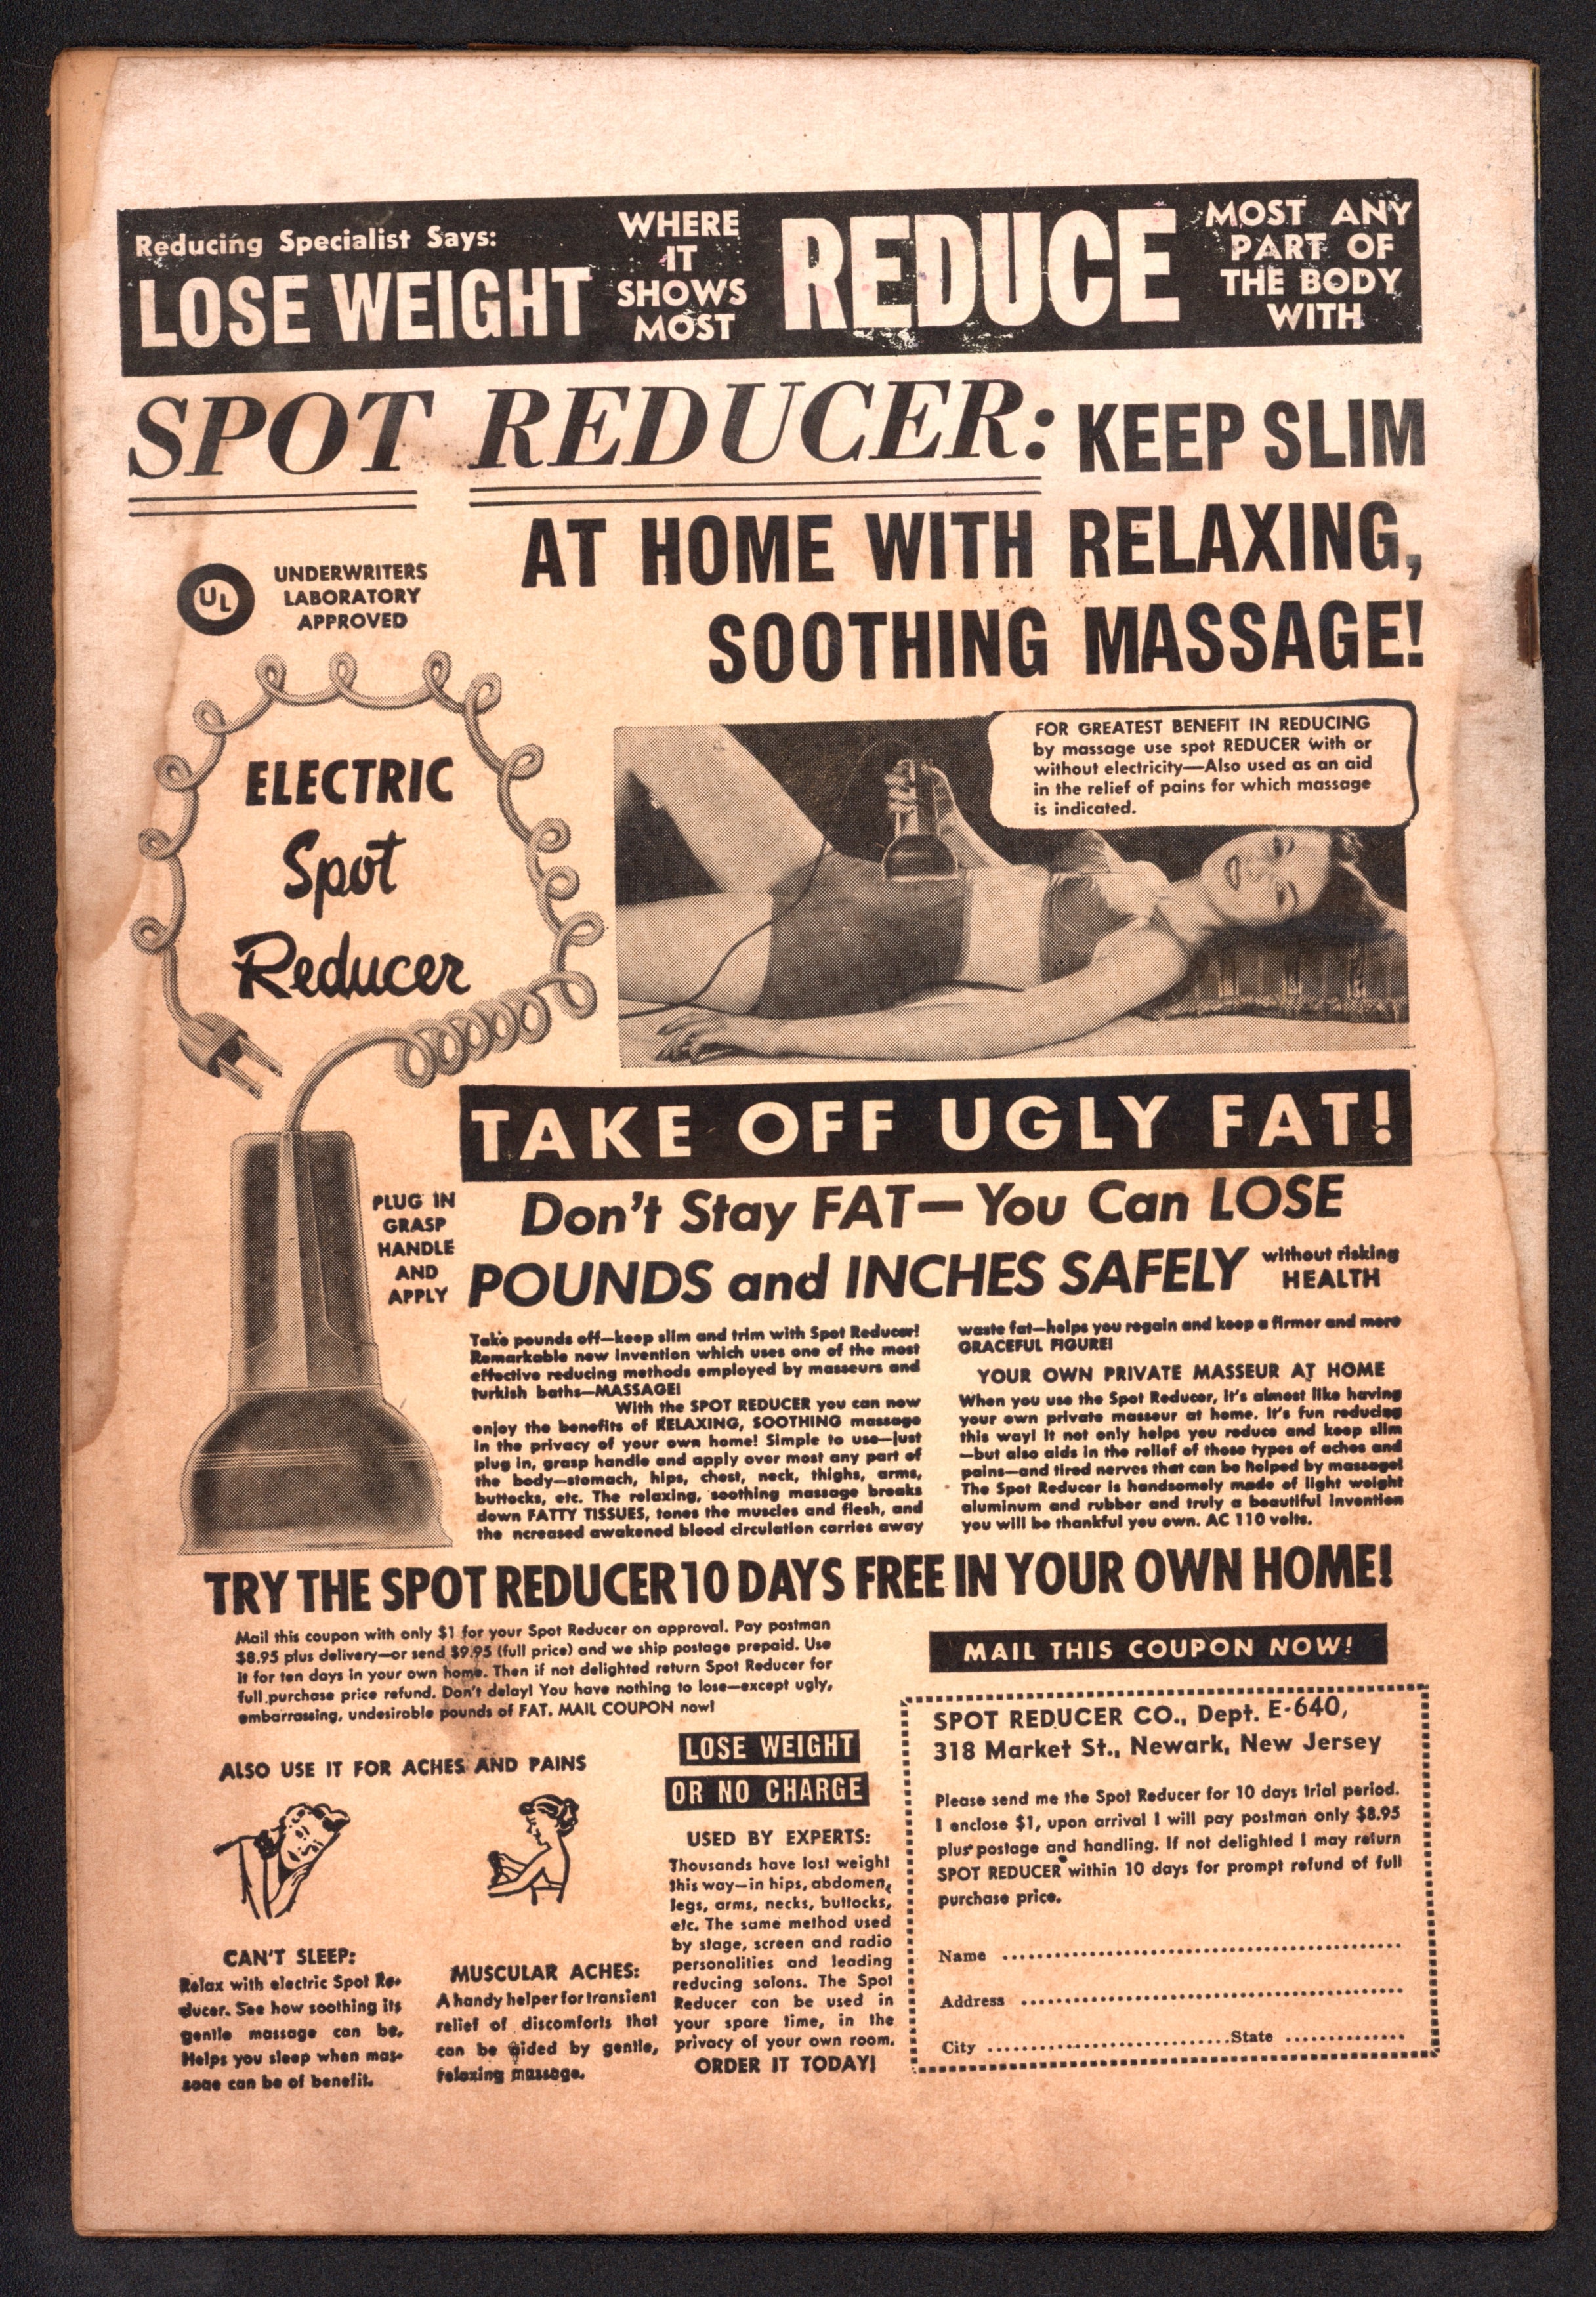 Reducing Specialist Says:
LOSE WEIGHT
WHERE
IT
SHOWS
MOST
REDUCE
MOST ANY
PART OF
THE BODY
WITH
SPOT REDUCER: KEEP SLIM
AT HOME WITH RELAXING,
SOOTHING MASSAGE!
UL
UNDERWRITERS
LABORATORY
APPROVED
ELECTRIC
Spot
Reducer
FOR GREATEST BENEFIT IN REDUCING
by massage use spot REDUCER with or
without electricity—Also used as an aid
in the relief of pains for which massage
is indicated.
TAKE OFF UGLY FAT!
Don't Stay FAT—You Can LOSE
POUNDS and INCHES SAFELY
without risking
HEALTH
PLUG IN
GRASP
HANDLE
AND
APPLY
Take pounds off—keep slim and trim with Spot Reducer!
Remarkable new invention which uses one of the most
effective reducing methods employed by masseurs and
turkish baths—MASSAGE!
With the SPOT REDUCER you can now
enjoy the benefits of RELAXING, SOOTHING massage
in the privacy of your own home! Simple to use—just
plug in, grasp handle and apply over most any part of
the body—stomach, hips, chest, neck, thighs, arms,
buttocks, etc. The relaxing, soothing massage breaks
down FATTY TISSUES, tones the muscles and flesh, and
the ncreased awakened blood circulation carries away
waste fat—helps you regain and keep a firmer and more
GRACEFUL FIGURE!
YOUR OWN PRIVATE MASSEUR AT HOME
When you use the Spot Reducer, it's almost like having
your own private masseur at home. It's fun reducing
this way! It not only helps you reduce and keep slim
—but also aids in the relief of those types of aches and
pains—and tired nerves that can be helped by massage!
The Spot Reducer is handsomely made of light weight
aluminum and rubber and truly a beautiful invention
you will be thankful you own. AC 110 volts.
TRY THE SPOT REDUCER 10 DAYS FREE IN YOUR OWN HOME!
Mail this coupon with only $1 for your Spot Reducer on approval. Pay postman
$8.95 plus delivery—or send $9.95 (full price) and we ship postage prepaid. Use
it for ten days in your own home. Then if not delighted return Spot Reducer for
full purchase price refund. Don't delay! You have nothing to lose—except ugly,
embarrassing, undesirable pounds of FAT. MAIL COUPON now!
ALSO USE IT FOR ACHES AND PAINS
CAN'T SLEEP:
Relax with electric Spot Re-
ducer. See how soothing its
gentle massage can be.
Helps you sleep when mas-
sage can be of benefit.
MUSCULAR ACHES:
A handy helper for transient
relief of discomforts that
can be aided by gentle,
relaxing massage.
LOSE WEIGHT
OR NO CHARGE
USED BY EXPERTS:
Thousands have lost weight
this way—in hips, abdomen,
legs, arms, necks, buttocks,
etc. The same method used
by stage, screen and radio
personalities and leading
reducing salons. The Spot
Reducer can be used in
your spare time, in the
privacy of your own room.
ORDER IT TODAY!
MAIL THIS COUPON NOW!
SPOT REDUCER CO., Dept. E-640,
318 Market St., Newark, New Jersey
Please send me the Spot Reducer for 10 days trial period.
I enclose $1, upon arrival I will pay postman only $8.95
plus postage and handling. If not delighted I may return
SPOT REDUCER within 10 days for prompt refund of full
purchase price.
Name
Address
City State